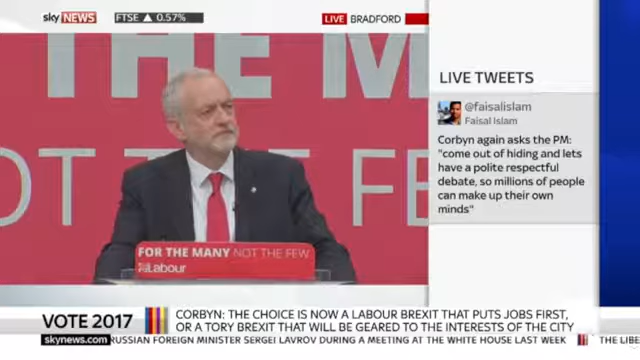 sky NEWS
FTSE ▲ 0.57%
LIVE BRADFORD
THE M
NOT THE FE
LIVE TWEETS
@faisalislam
Faisal Islam
Corbyn again asks the PM:
"come out of hiding and lets
have a polite respectful
debate, so millions of people
can make up their own
minds"
FOR THE MANY NOT THE FEW
Labour
VOTE 2017
CORBYN: THE CHOICE IS NOW A LABOUR BREXIT THAT PUTS JOBS FIRST,
OR A TORY BREXIT THAT WILL BE GEARED TO THE INTERESTS OF THE CITY
skynews.com
RUSSIAN FOREIGN MINISTER SERGEI LAVROV DURING A MEETING AT THE WHITE HOUSE LAST WEEK
THE LIBE